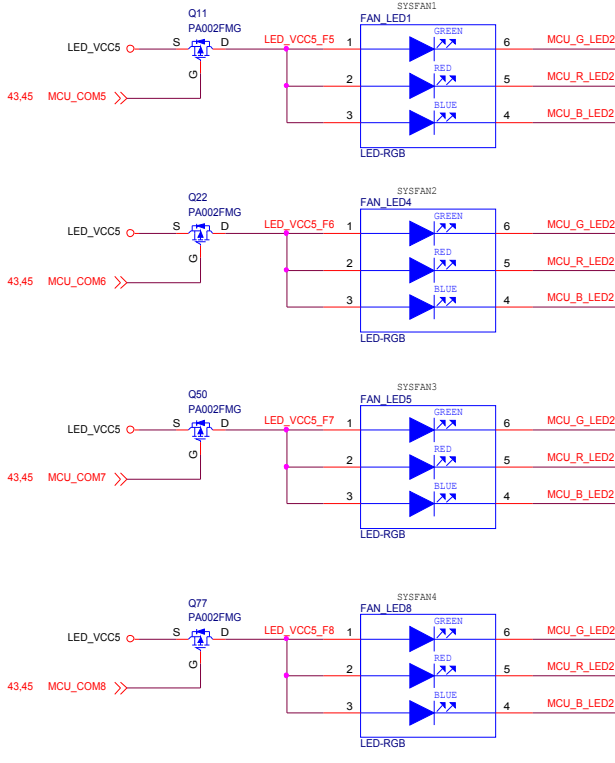 SYSFAN1
Q11
FAN_LED1
PA002FMG
GREEN
LED_VCC5 S D LED_VCC5_F5 1 6 MCU_G_LED2
RED
G 2 5 MCU_R_LED2
43,45 MCU_COM5
BLUE
3 4 MCU_B_LED2
LED-RGB
SYSFAN2
Q22
FAN_LED4
PA002FMG
GREEN
LED_VCC5 S D LED_VCC5_F6 1 6 MCU_G_LED2
RED
G 2 5 MCU_R_LED2
43,45 MCU_COM6
BLUE
3 4 MCU_B_LED2
LED-RGB
SYSFAN3
Q50
FAN_LED5
PA002FMG
GREEN
LED_VCC5 S D LED_VCC5_F7 1 6 MCU_G_LED2
RED
G 2 5 MCU_R_LED2
43,45 MCU_COM7
BLUE
3 4 MCU_B_LED2
LED-RGB
SYSFAN4
Q77
FAN_LED8
PA002FMG
GREEN
LED_VCC5 S D LED_VCC5_F8 1 6 MCU_G_LED2
RED
G 2 5 MCU_R_LED2
43,45 MCU_COM8
BLUE
3 4 MCU_B_LED2
LED-RGB